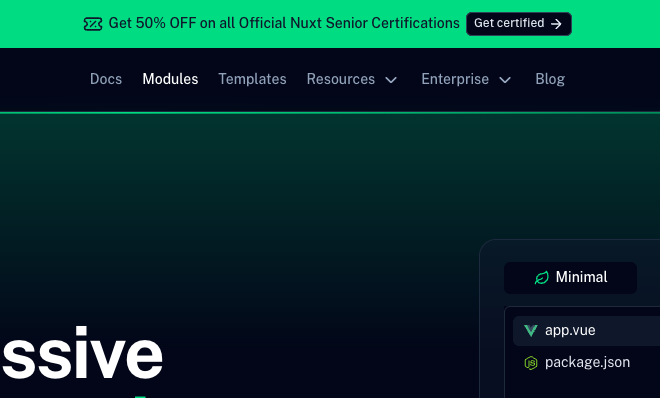 Get 50% OFF on all Official Nuxt Senior Certifications Get certified
Docs Modules Templates Resources Enterprise Blog
Minimal
app.vue
package.json
ssive